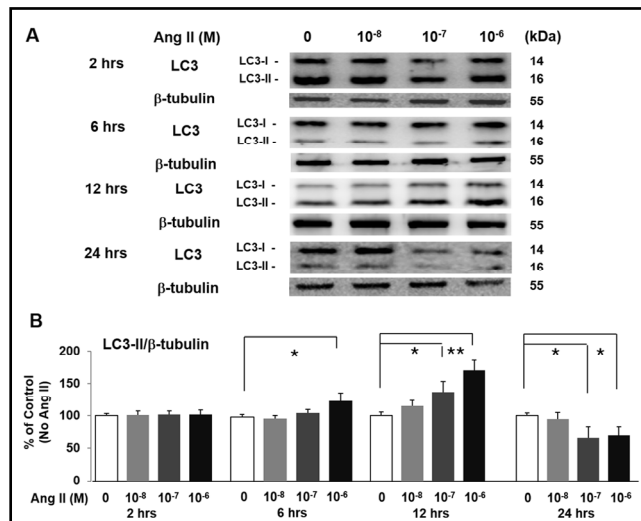 A Ang II (M) 0 10⁻⁸ 10⁻⁷ 10⁻⁶ (kDa)
2 hrs LC3 LC3-I - 14
LC3-II - 16
β-tubulin 55
6 hrs LC3 LC3-I - 14
LC3-II - 16
β-tubulin 55
12 hrs LC3 LC3-I - 14
LC3-II - 16
β-tubulin 55
24 hrs LC3 LC3-I - 14
LC3-II - 16
β-tubulin 55
B LC3-II/β-tubulin
% of Control
(No Ang II)
200
150
100
50
0
* * ** * *
Ang II (M) 0 10⁻⁸ 10⁻⁷ 10⁻⁶ 0 10⁻⁸ 10⁻⁷ 10⁻⁶ 0 10⁻⁸ 10⁻⁷ 10⁻⁶ 0 10⁻⁸ 10⁻⁷ 10⁻⁶
2 hrs 6 hrs 12 hrs 24 hrs